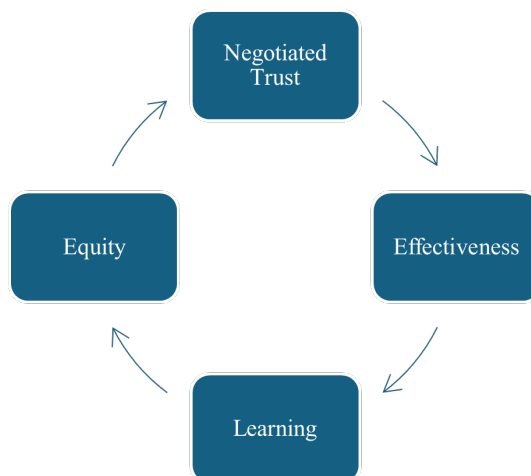 Negotiated
Trust
Equity
Effectiveness
Learning